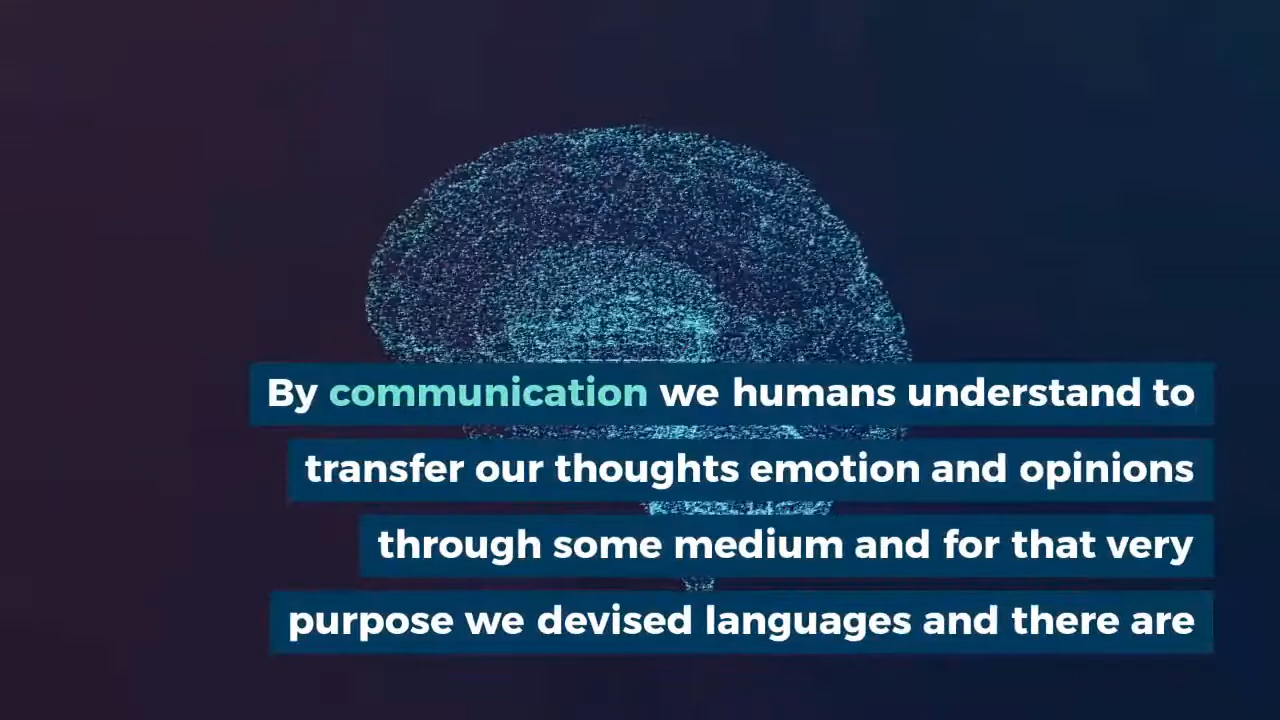 By communication we humans understand to
transfer our thoughts emotion and opinions
through some medium and for that very
purpose we devised languages and there are